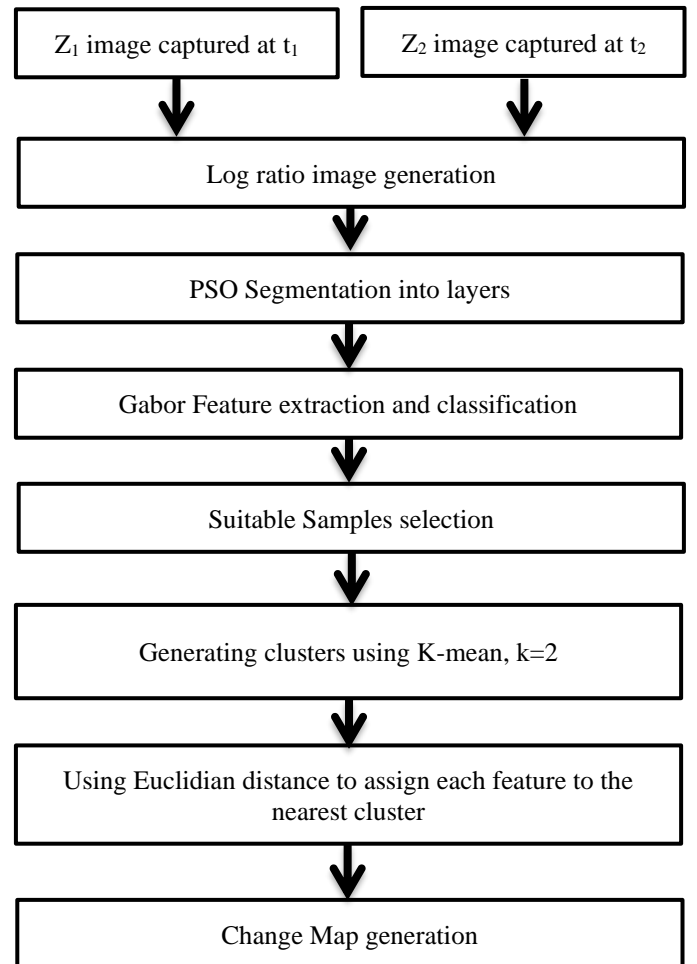 Z₁ image captured at t₁
Z₂ image captured at t₂
Log ratio image generation
PSO Segmentation into layers
Gabor Feature extraction and classification
Suitable Samples selection
Generating clusters using K-mean, k=2
Using Euclidian distance to assign each feature to the
nearest cluster
Change Map generation